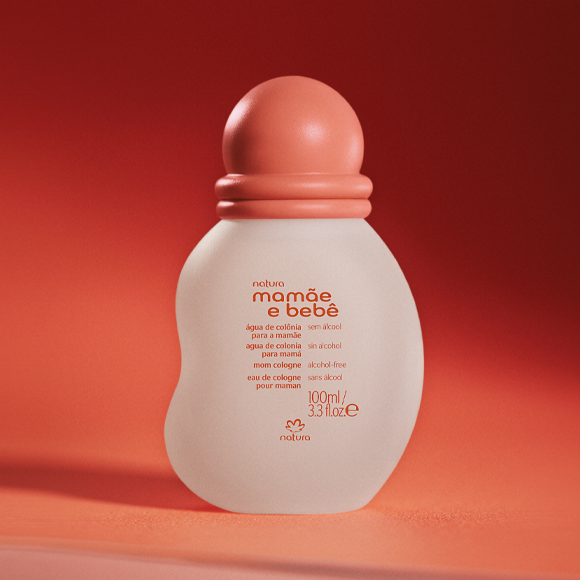 natura
mamãe
e bebê
água de colônia sem álcool
para a mamãe
agua de colonia sin alcohol
para mamá
mom cologne alcohol-free
eau de cologne sans álcool
pour maman
100ml/
3.3 fl.oz.e
natura